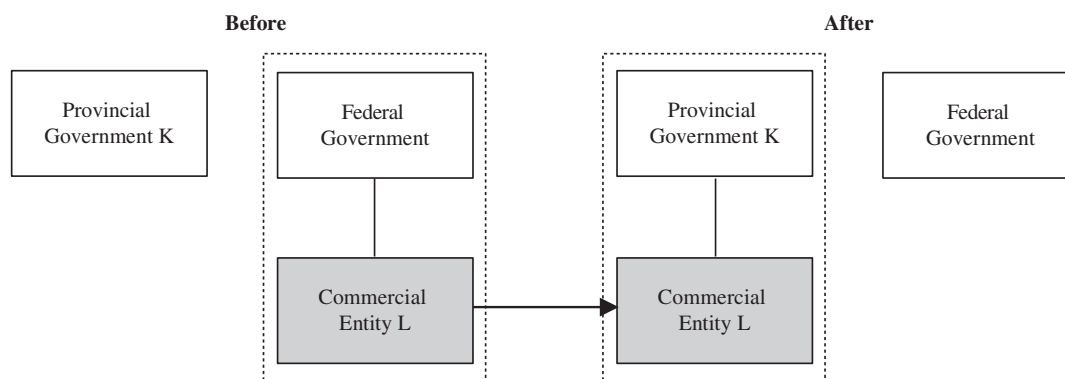 Before
After
Provincial
Government K
Federal
Government
Provincial
Government K
Federal
Government
Commercial
Entity L
Commercial
Entity L